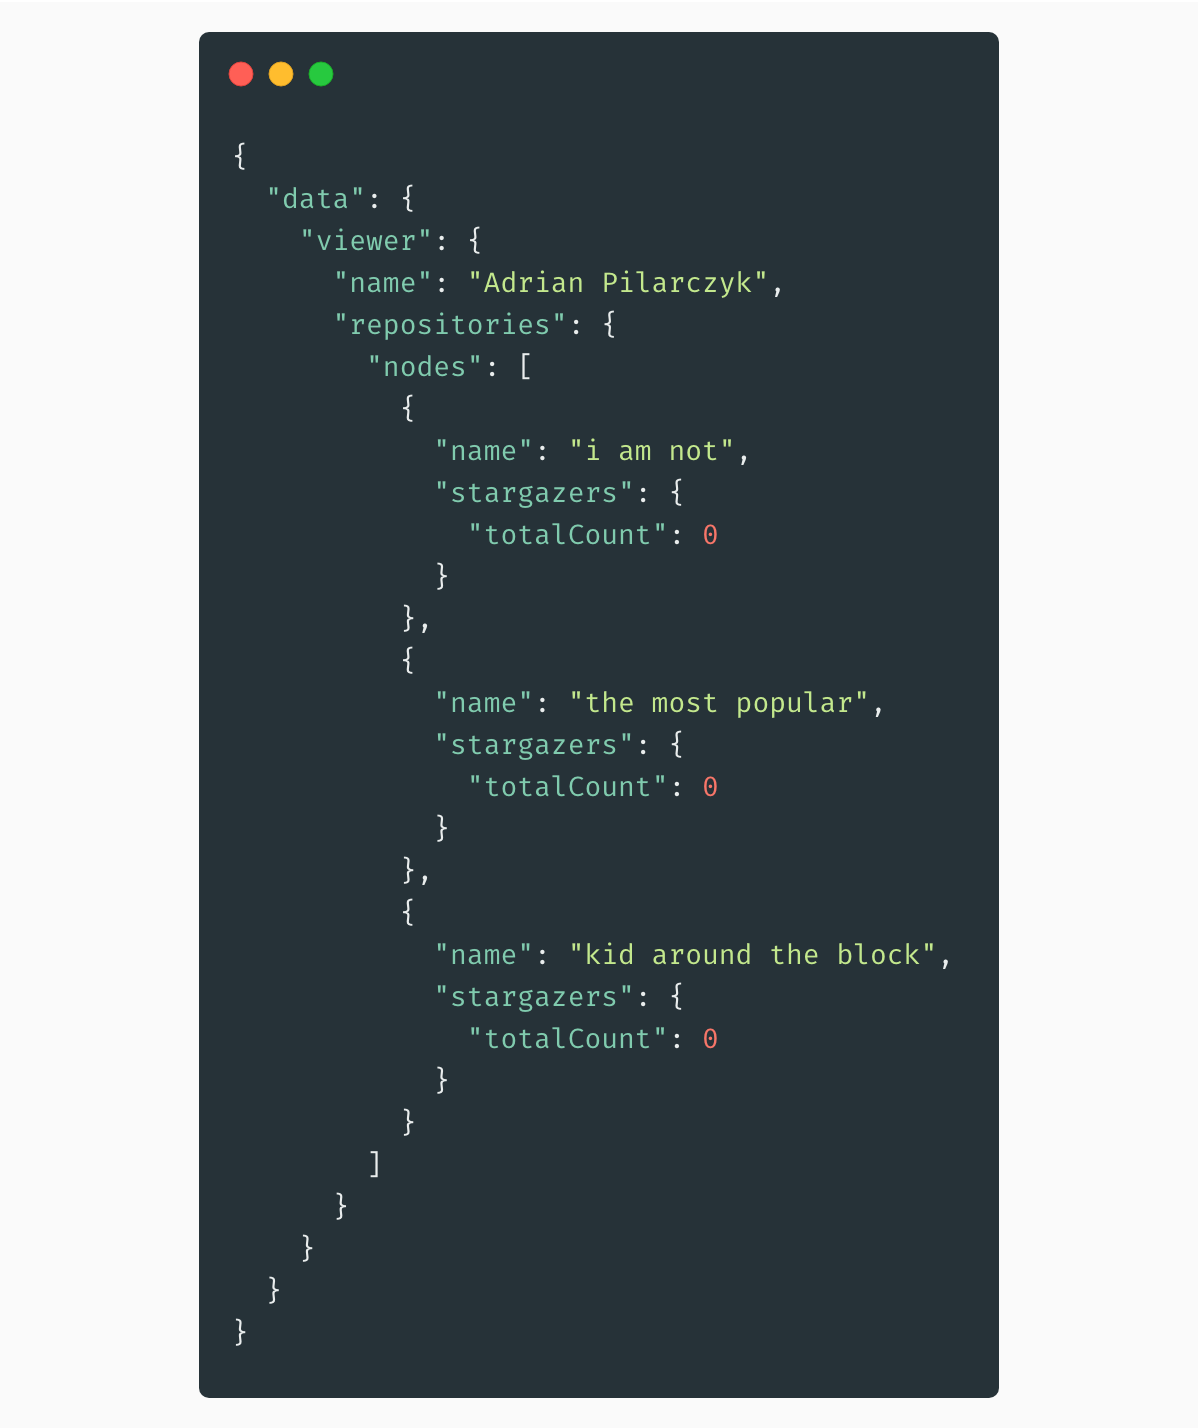 {
  "data": {
    "viewer": {
      "name": "Adrian Pilarczyk",
      "repositories": {
        "nodes": [
          {
            "name": "i am not",
            "stargazers": {
              "totalCount": 0
            }
          },
          {
            "name": "the most popular",
            "stargazers": {
              "totalCount": 0
            }
          },
          {
            "name": "kid around the block",
            "stargazers": {
              "totalCount": 0
            }
          }
        ]
      }
    }
  }
}